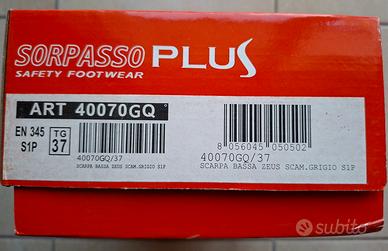 SORPASSO PLUS
SAFETY FOOTWEAR
ART 40070GQ
EN 345
S1P
TG
37
40070GQ/37
SCARPA BASSA ZEUS SCAM.GRIGIO S1P
8 056045 050502
40070GQ/37
SCARPA BASSA ZEUS SCAM.GRIGIO S1P
subito